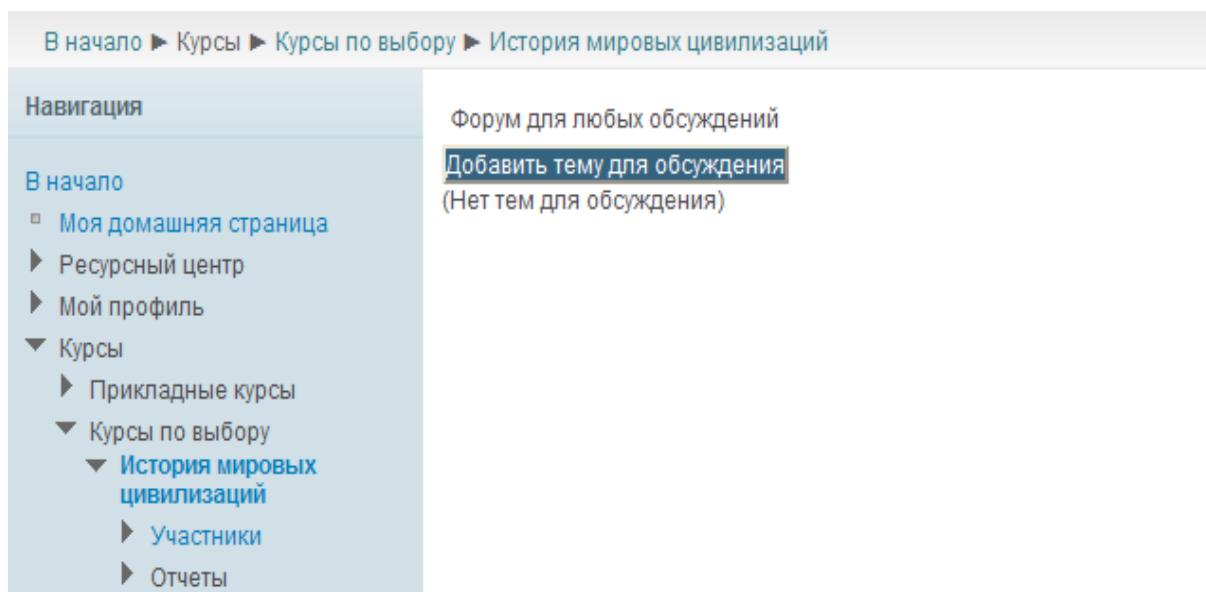 В начало ► Курсы ► Курсы по выбору ► История мировых цивилизаций
Навигация
В начало
Моя домашняя страница
Ресурсный центр
Мой профиль
Курсы
Прикладные курсы
Курсы по выбору
История мировых
цивилизаций
Участники
Отчеты
Форум для любых обсуждений
Добавить тему для обсуждения
(Нет тем для обсуждения)